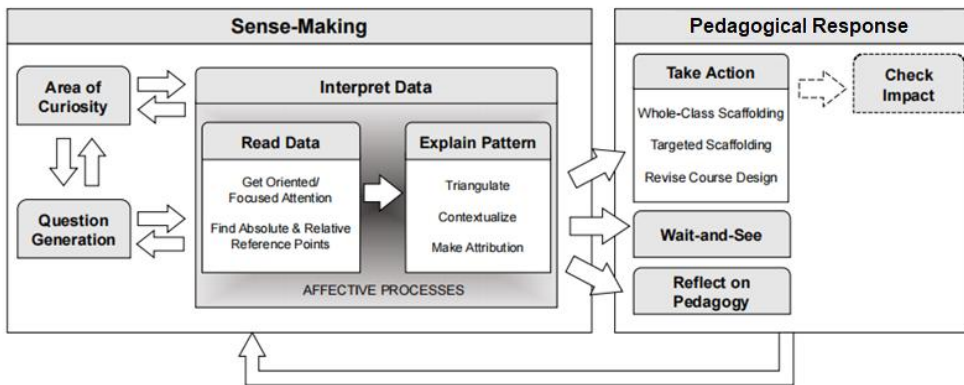 Sense-Making
Area of
Curiosity
Question
Generation
Interpret Data
Read Data
Get Oriented/
Focused Attention
Find Absolute & Relative
Reference Points
Explain Pattern
Triangulate
Contextualize
Make Attribution
AFFECTIVE PROCESSES
Pedagogical Response
Take Action
Whole-Class Scaffolding
Targeted Scaffolding
Revise Course Design
Check
Impact
Wait-and-See
Reflect on
Pedagogy